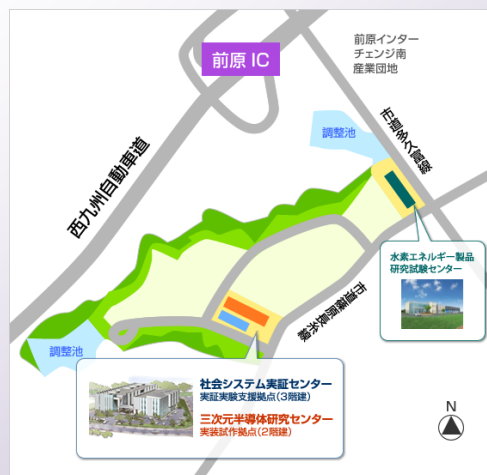 前原 IC
前原インター
チェンジ南
産業団地
調整池
市道多久富線
西九州自動車道
水素エネルギー製品
研究試験センター
市道篠原長糸線
調整池
社会システム実証センター
実証実験支援拠点(3階建)
三次元半導体研究センター
実装試作拠点(2階建)
N